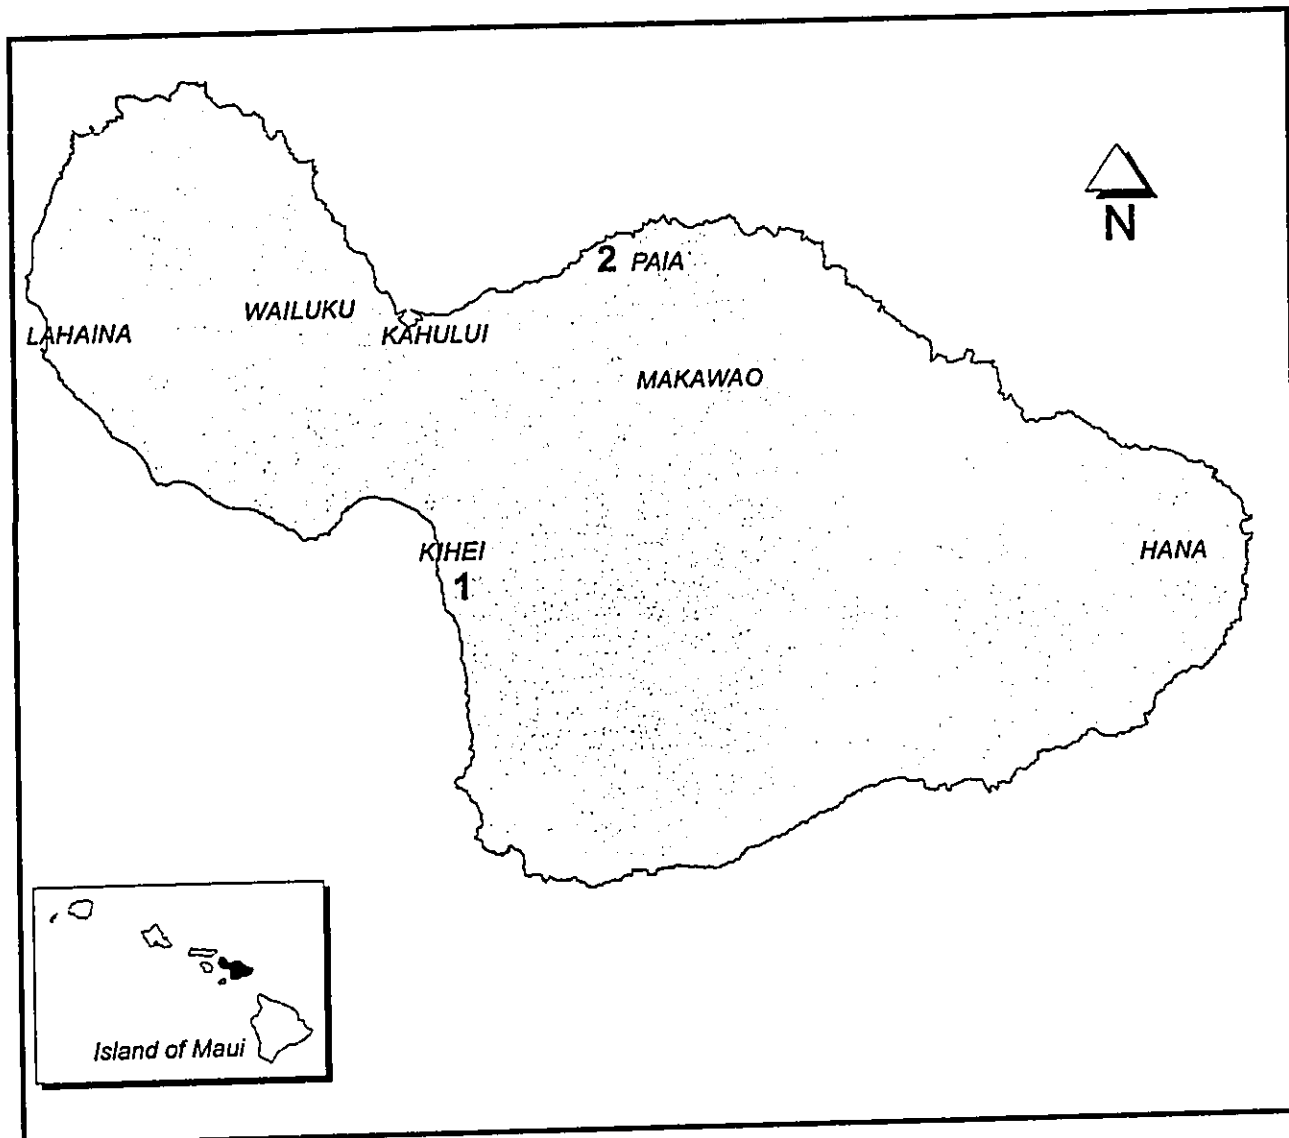 N
2 PAIA
WAILUKU
LAHAINA
KAHULUI
MAKAWAO
KIHEI
HANA
1
Island of Maui